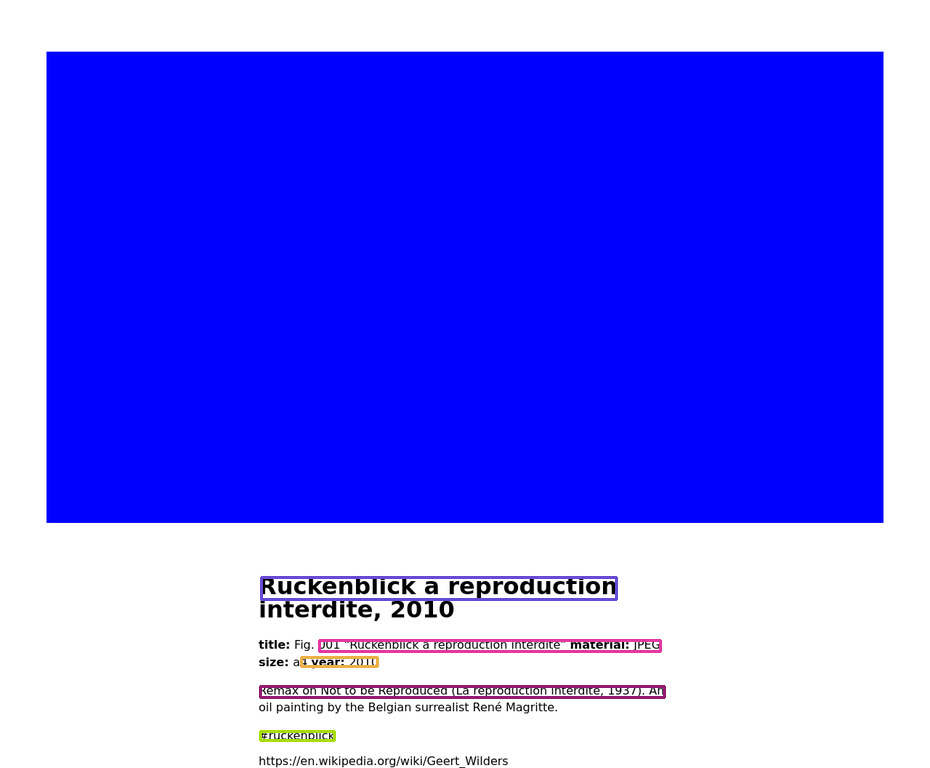 Ruckenblick a reproduction
interdite, 2010
title: Fig. 001 "Ruckenblick a reproduction interdite" material: JPEG
size: a4 year: 2010
Remax on Not to be Reproduced (La reproduction interdite, 1937). An
oil painting by the Belgian surrealist René Magritte.
#ruckenblick
https://en.wikipedia.org/wiki/Geert_Wilders